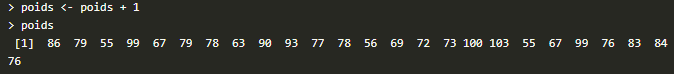 > poids <- poids + 1
> poids
[1] 86 79 55 99 67 79 78 63 90 93 77 78 56 69 72 73 100 103 55 67 99 76 83 84
76